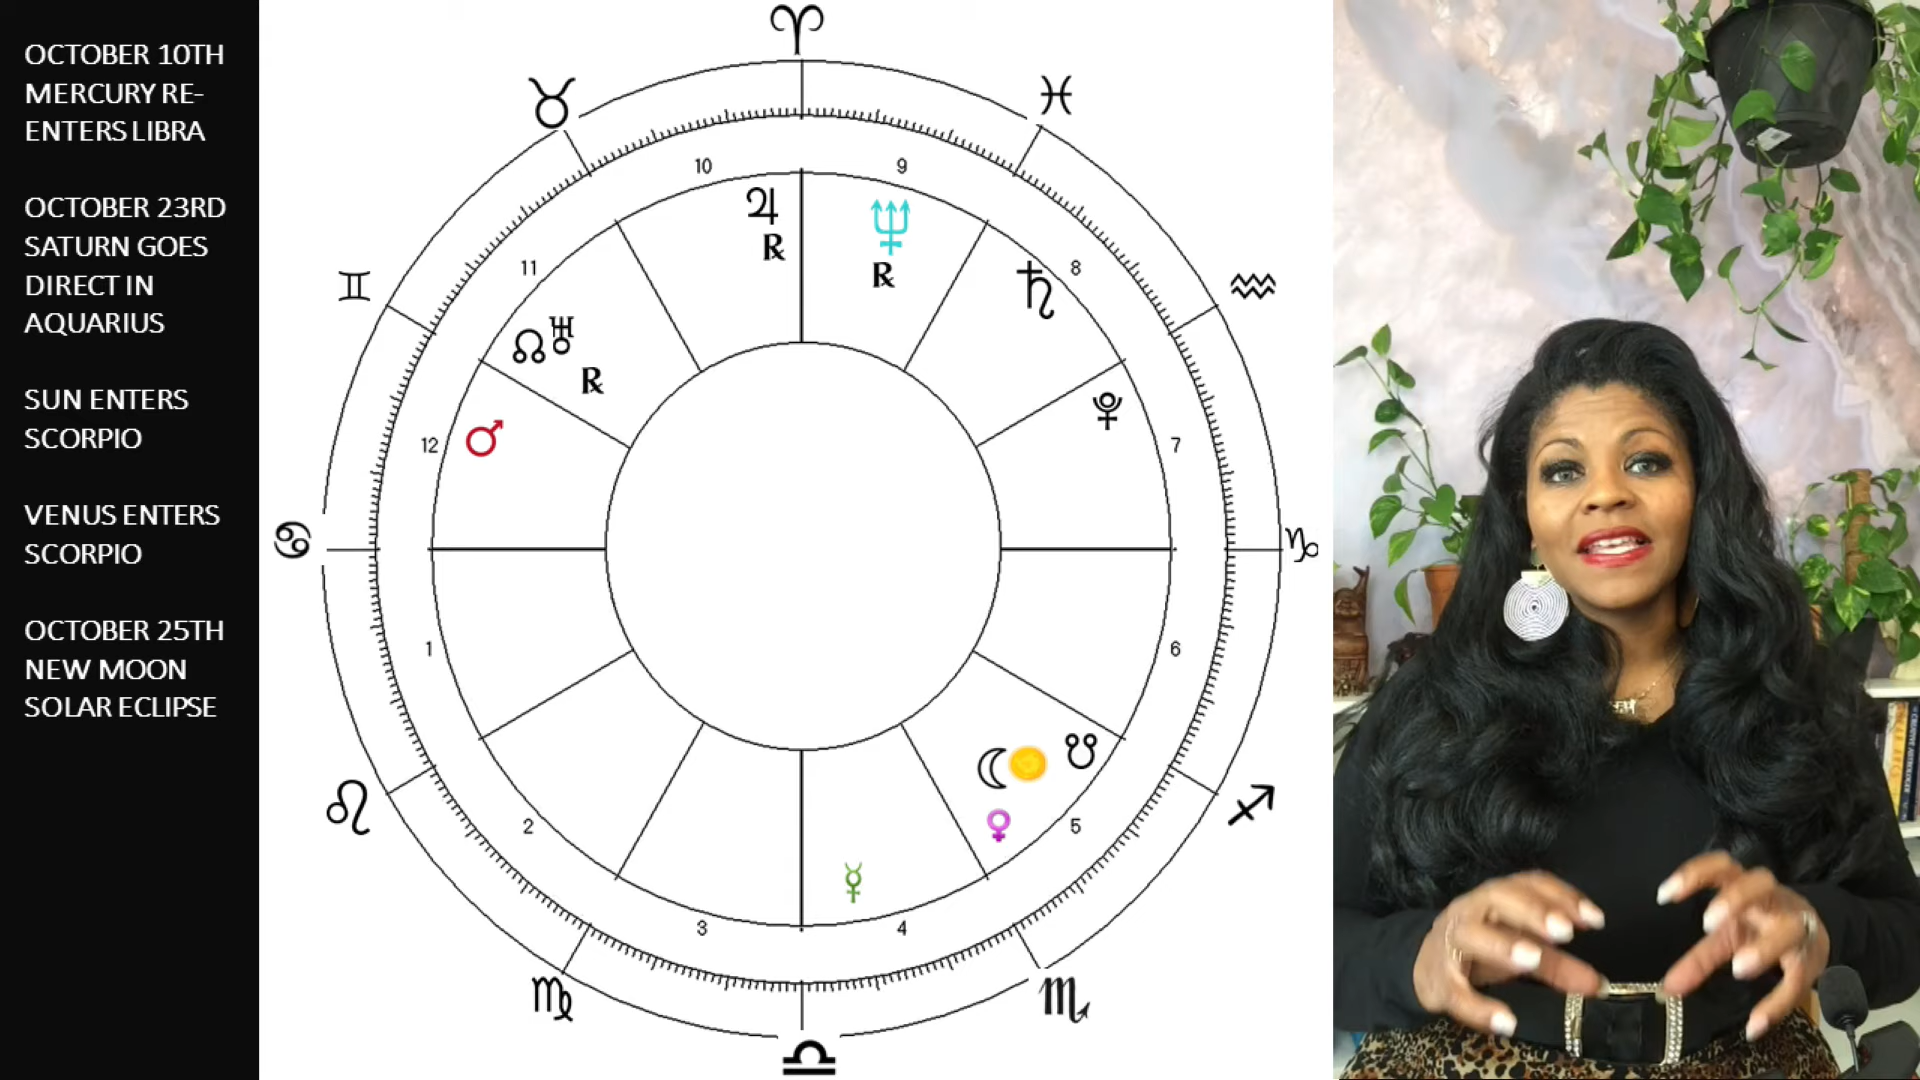 OCTOBER 10TH
MERCURY RE-
ENTERS LIBRA
OCTOBER 23RD
SATURN GOES
DIRECT IN
AQUARIUS
SUN ENTERS
SCORPIO
VENUS ENTERS
SCORPIO
OCTOBER 25TH
NEW MOON
SOLAR ECLIPSE
♈
♉ ♓
10 9
♃ ♆
℞ ℞
11 8
♊ ♄ ♒
☊ ♅
℞ ♇
12 ♂ 7
♋ ♑
1 6
☾ ☋
♌ 2 ♀ 5 ♐
☿
3 4
♍ ♏
♎